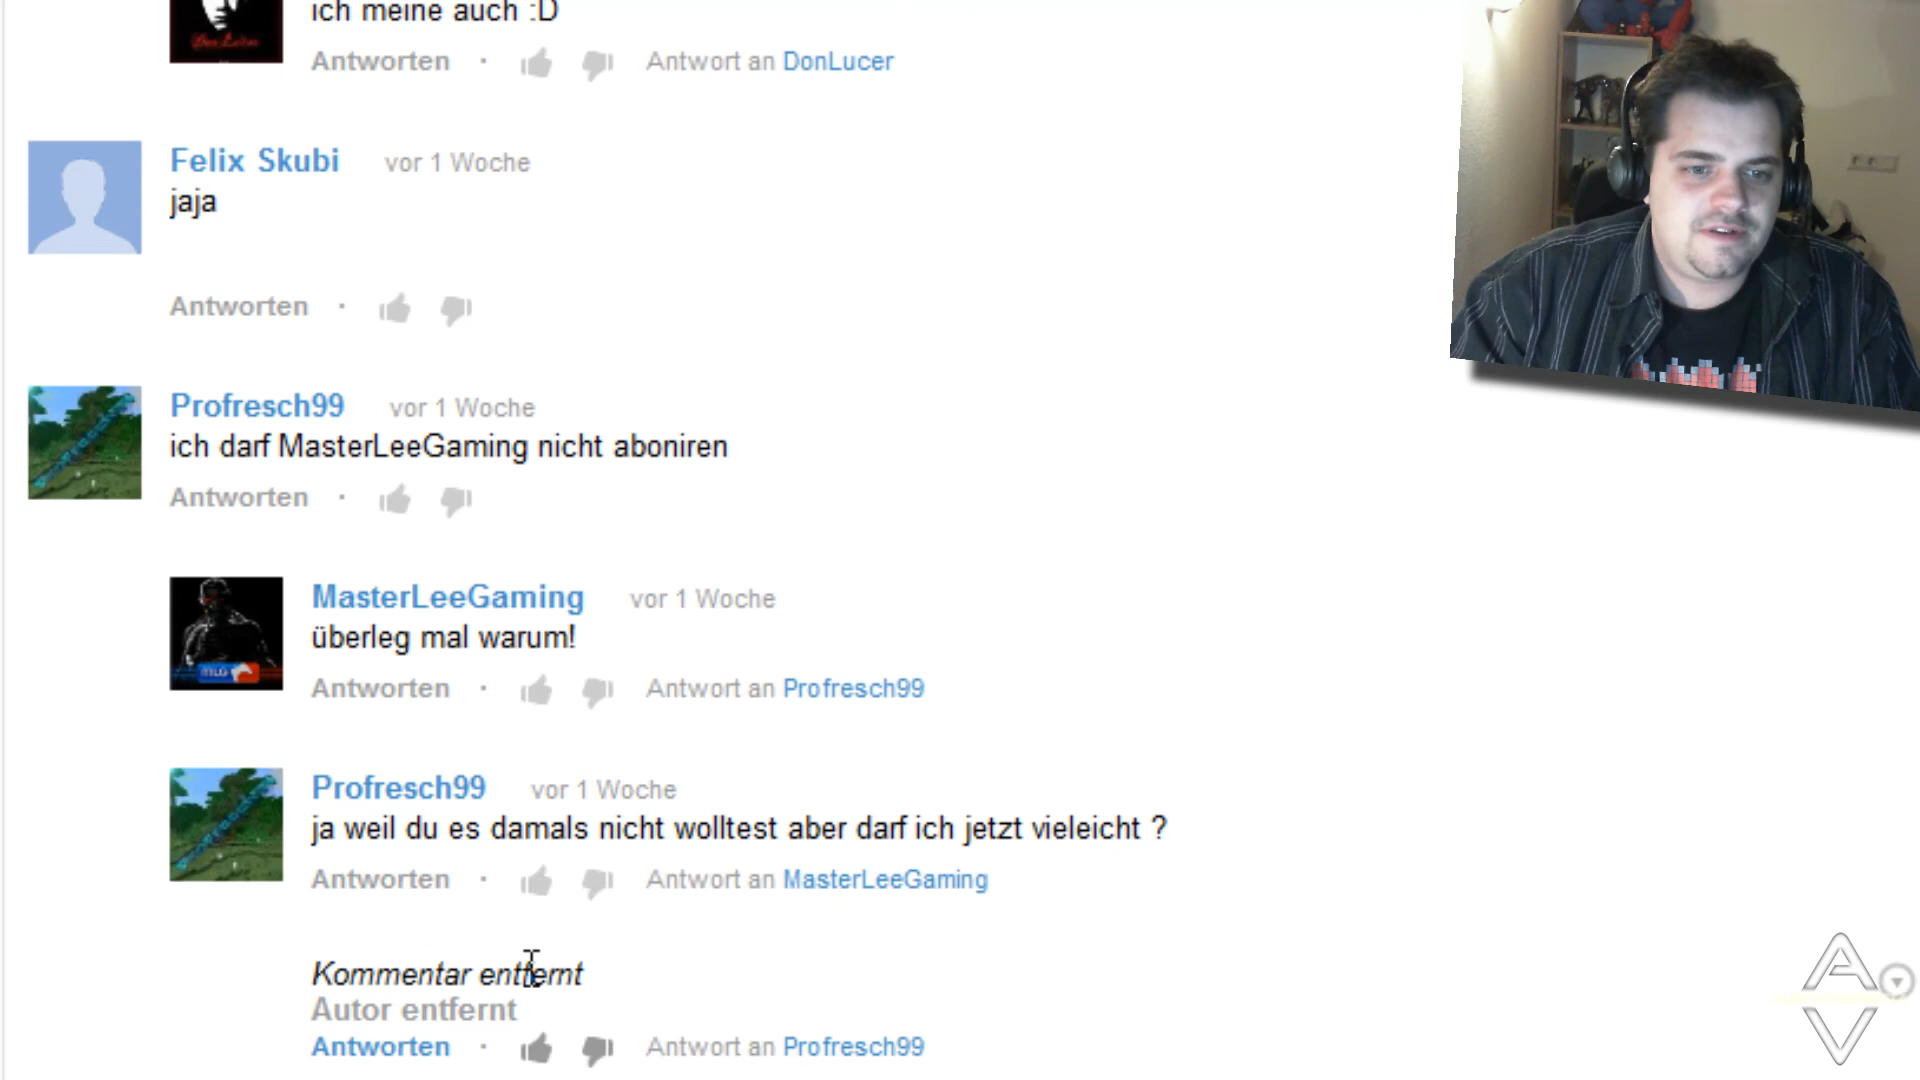 ich meine auch :D
Antworten · Antwort an DonLucer
Felix Skubi vor 1 Woche
jaja
Antworten ·
Profresch99 vor 1 Woche
ich darf MasterLeeGaming nicht aboniren
Antworten ·
MasterLeeGaming vor 1 Woche
überleg mal warum!
Antworten · Antwort an Profresch99
Profresch99 vor 1 Woche
ja weil du es damals nicht wolltest aber darf ich jetzt vieleicht ?
Antworten · Antwort an MasterLeeGaming
Kommentar entfernt
Autor entfernt
Antworten · Antwort an Profresch99